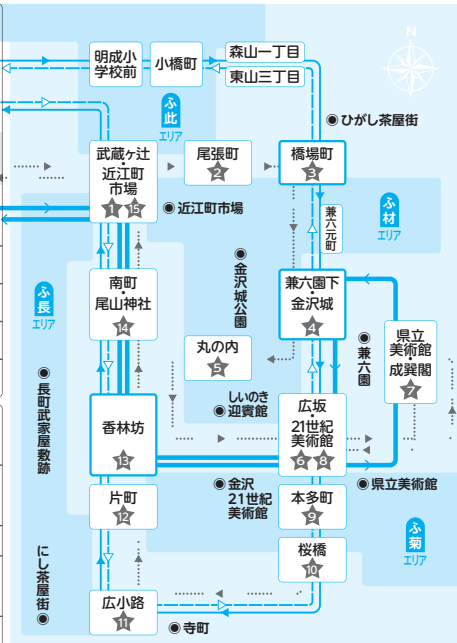 明成小
学校前
小橋町
森山一丁目
東山三丁目
N
ふ此
エリア
ひがし茶屋街
武蔵ヶ辻
・
近江町
市場
1 15
尾張町
2
橋場町
3
近江町市場
兼六元町
ふ材
エリア
ふ長
エリア
南町
・
尾山神社
14
金沢城公園
兼六園下
・
金沢城
4
丸の内
5
兼六園
県立
美術館
・
成巽閣
7
長町武家屋敷跡
しいのき
迎賓館
香林坊
13
広坂
・
21世紀
美術館
6 8
金沢
21世紀
美術館
県立美術館
片町
12
本多町
9
ふ菊
エリア
にし茶屋街
桜橋
10
広小路
11
寺町